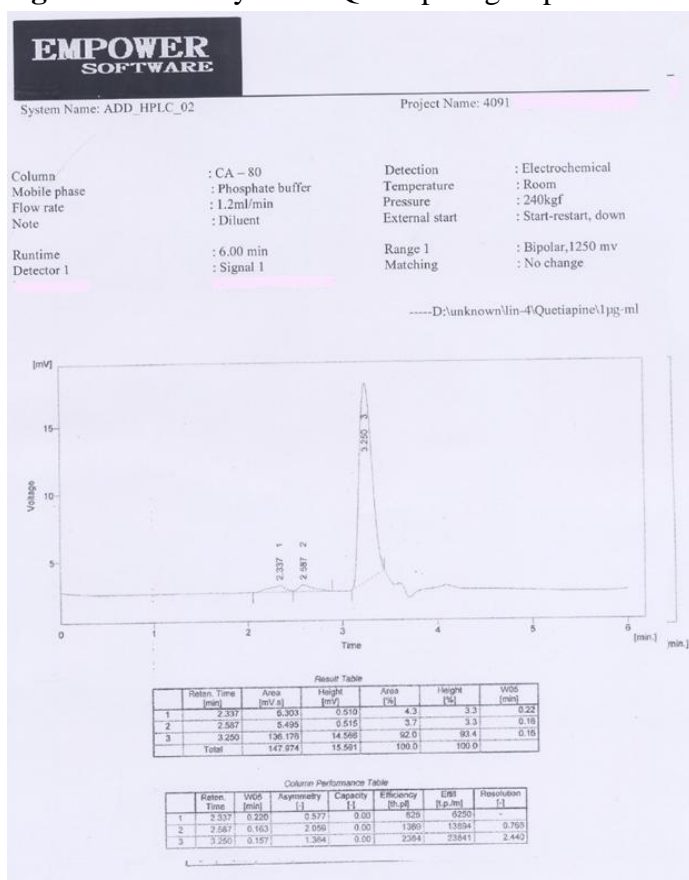 EMPOWER
SOFTWARE
System Name: ADD_HPLC_02 Project Name: 4091
Column : CA – 80 Detection : Electrochemical
Mobile phase : Phosphate buffer Temperature : Room
Flow rate : 1.2ml/min Pressure : 240kgf
Note : Diluent External start : Start-restart, down
Runtime : 6.00 min Range 1 : Bipolar,1250 mv
Detector 1 : Signal 1 Matching : No change
-----D:\unknown\lin-4\Quetiapine\1µg-ml
[mV]
15
10
5
Voltage
2.337 1
2.587 2
3.250 3
0 1 2 3 4 5 6 [min.] min.]
Time
Result Table
Reten. Time [min] Area [mV.s] Height [mV] Area [%] Height [%] W05 [min]
1 2.337 6.303 0.510 4.3 3.3 0.22
2 2.587 5.495 0.515 3.7 3.3 0.16
3 3.250 136.176 14.566 92.0 93.4 0.16
Total 147.974 15.591 100.0 100.0
Column Performance Table
Reten. Time W05 [min] Asymmetry [-] Capacity [-] Efficiency [th.pl] Eff/l [t.p./m] Resolution [-]
1 2.337 0.220 0.577 0.00 625 6250 -
2 2.587 0.163 2.059 0.00 1389 13894 0.765
3 3.250 0.157 1.364 0.00 2384 23841 2.440